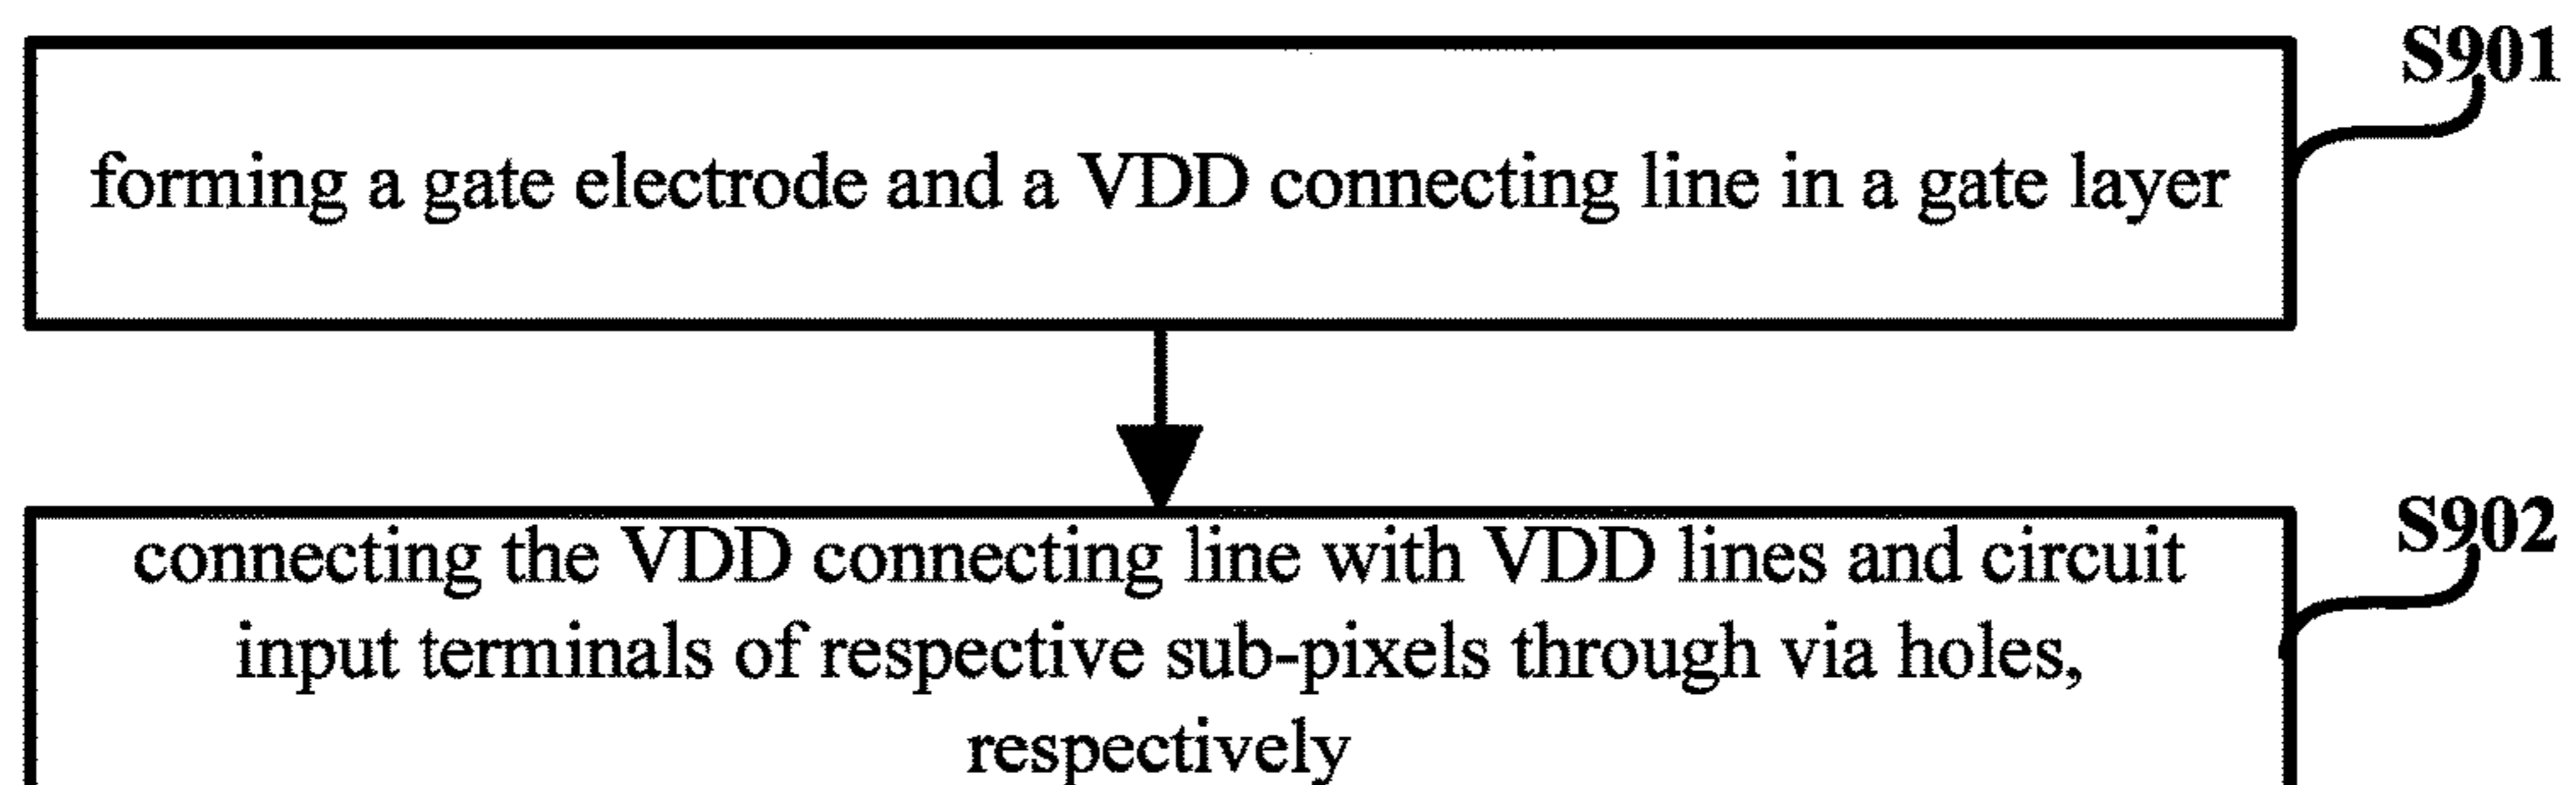 S901
forming a gate electrode and a VDD connecting line in a gate layer
S902
connecting the VDD connecting line with VDD lines and circuit
input terminals of respective sub-pixels through via holes,
respectively